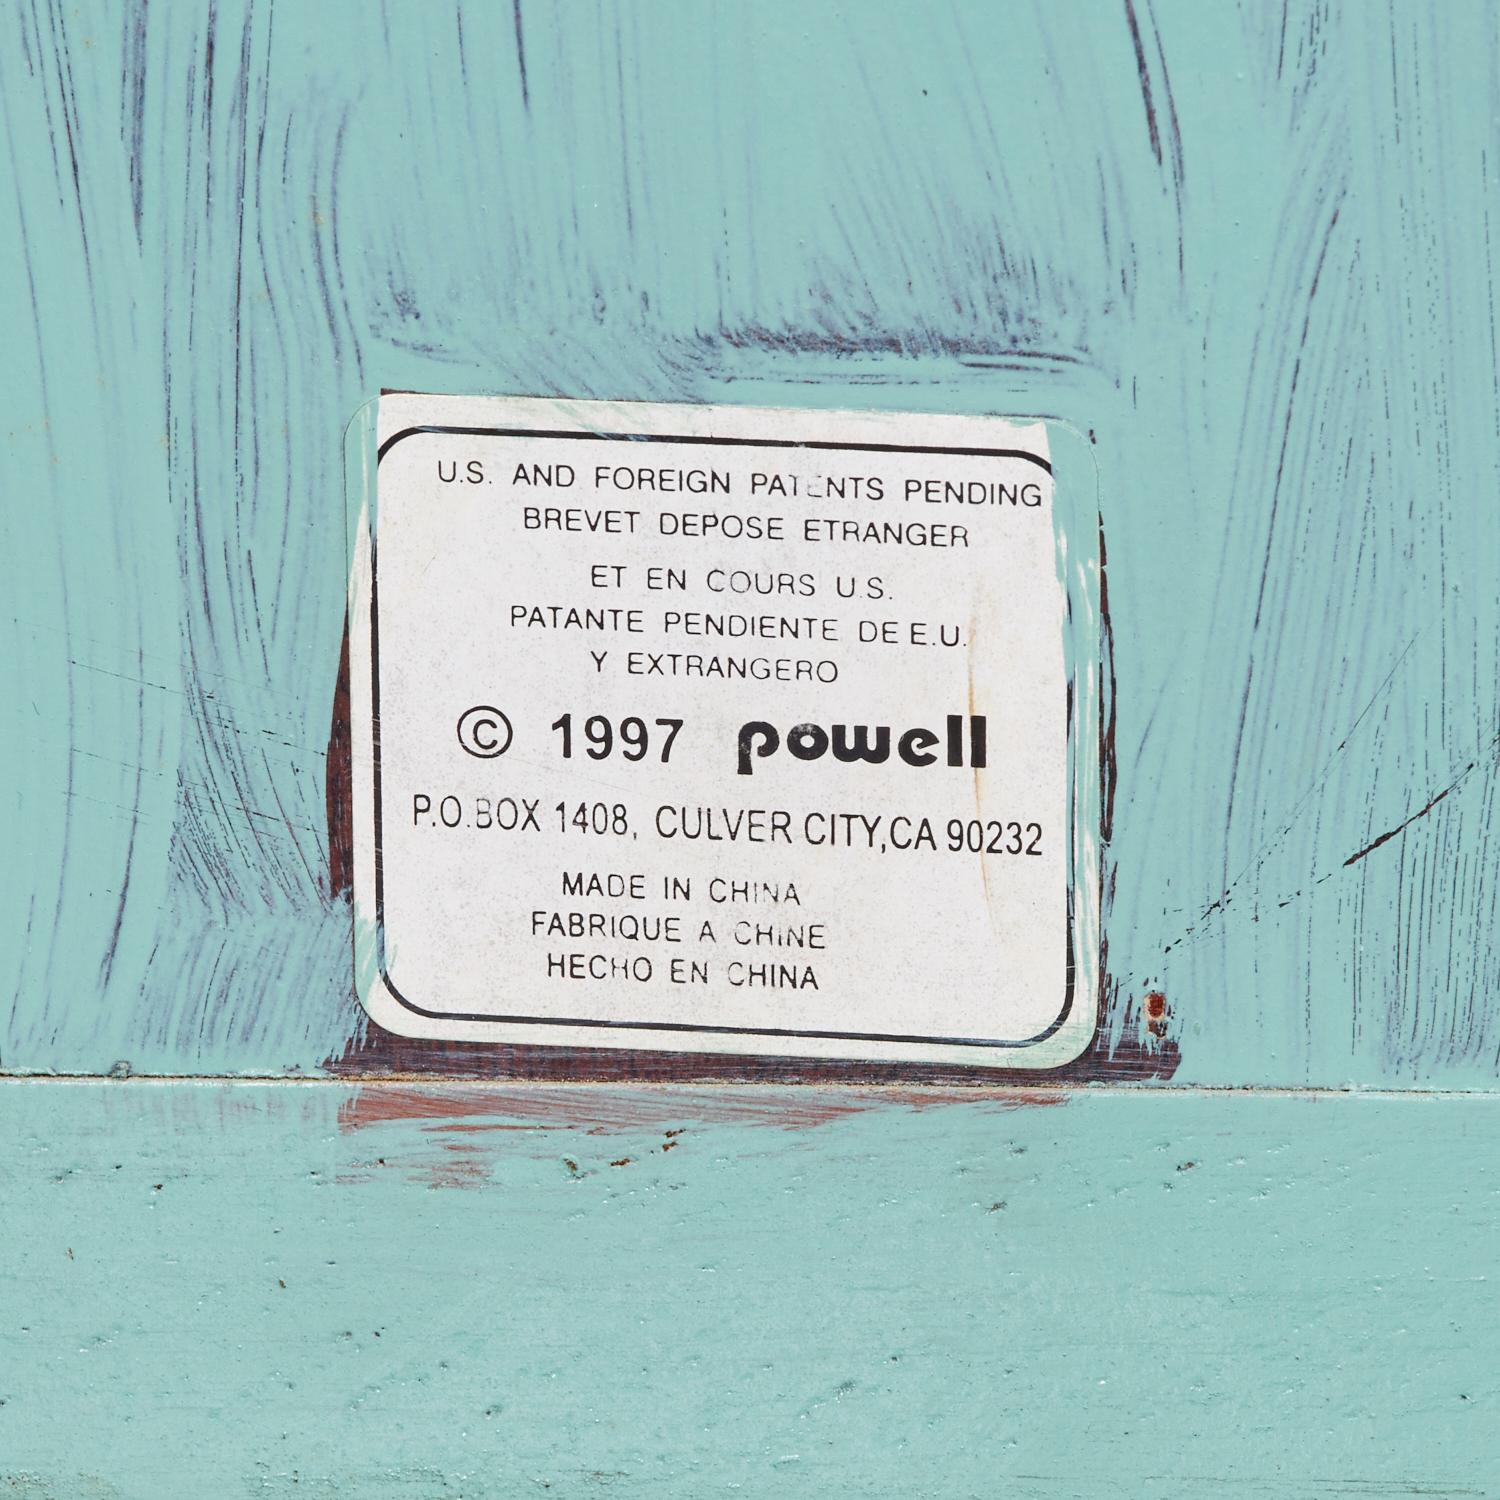 U.S. AND FOREIGN PATENTS PENDING
BREVET DEPOSE ETRANGER
ET EN COURS U.S.
PATANTE PENDIENTE DE E.U.
Y EXTRANGERO
© 1997 powell
P.O.BOX 1408, CULVER CITY,CA 90232
MADE IN CHINA
FABRIQUE A CHINE
HECHO EN CHINA